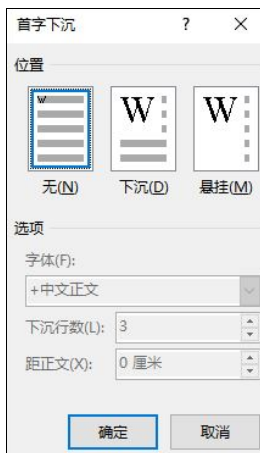 首字下沉 ? ×
位置
W W W
无(N) 下沉(D) 悬挂(M)
选项
字体(F):
+中文正文
下沉行数(L): 3
距正文(X): 0 厘米
确定 取消